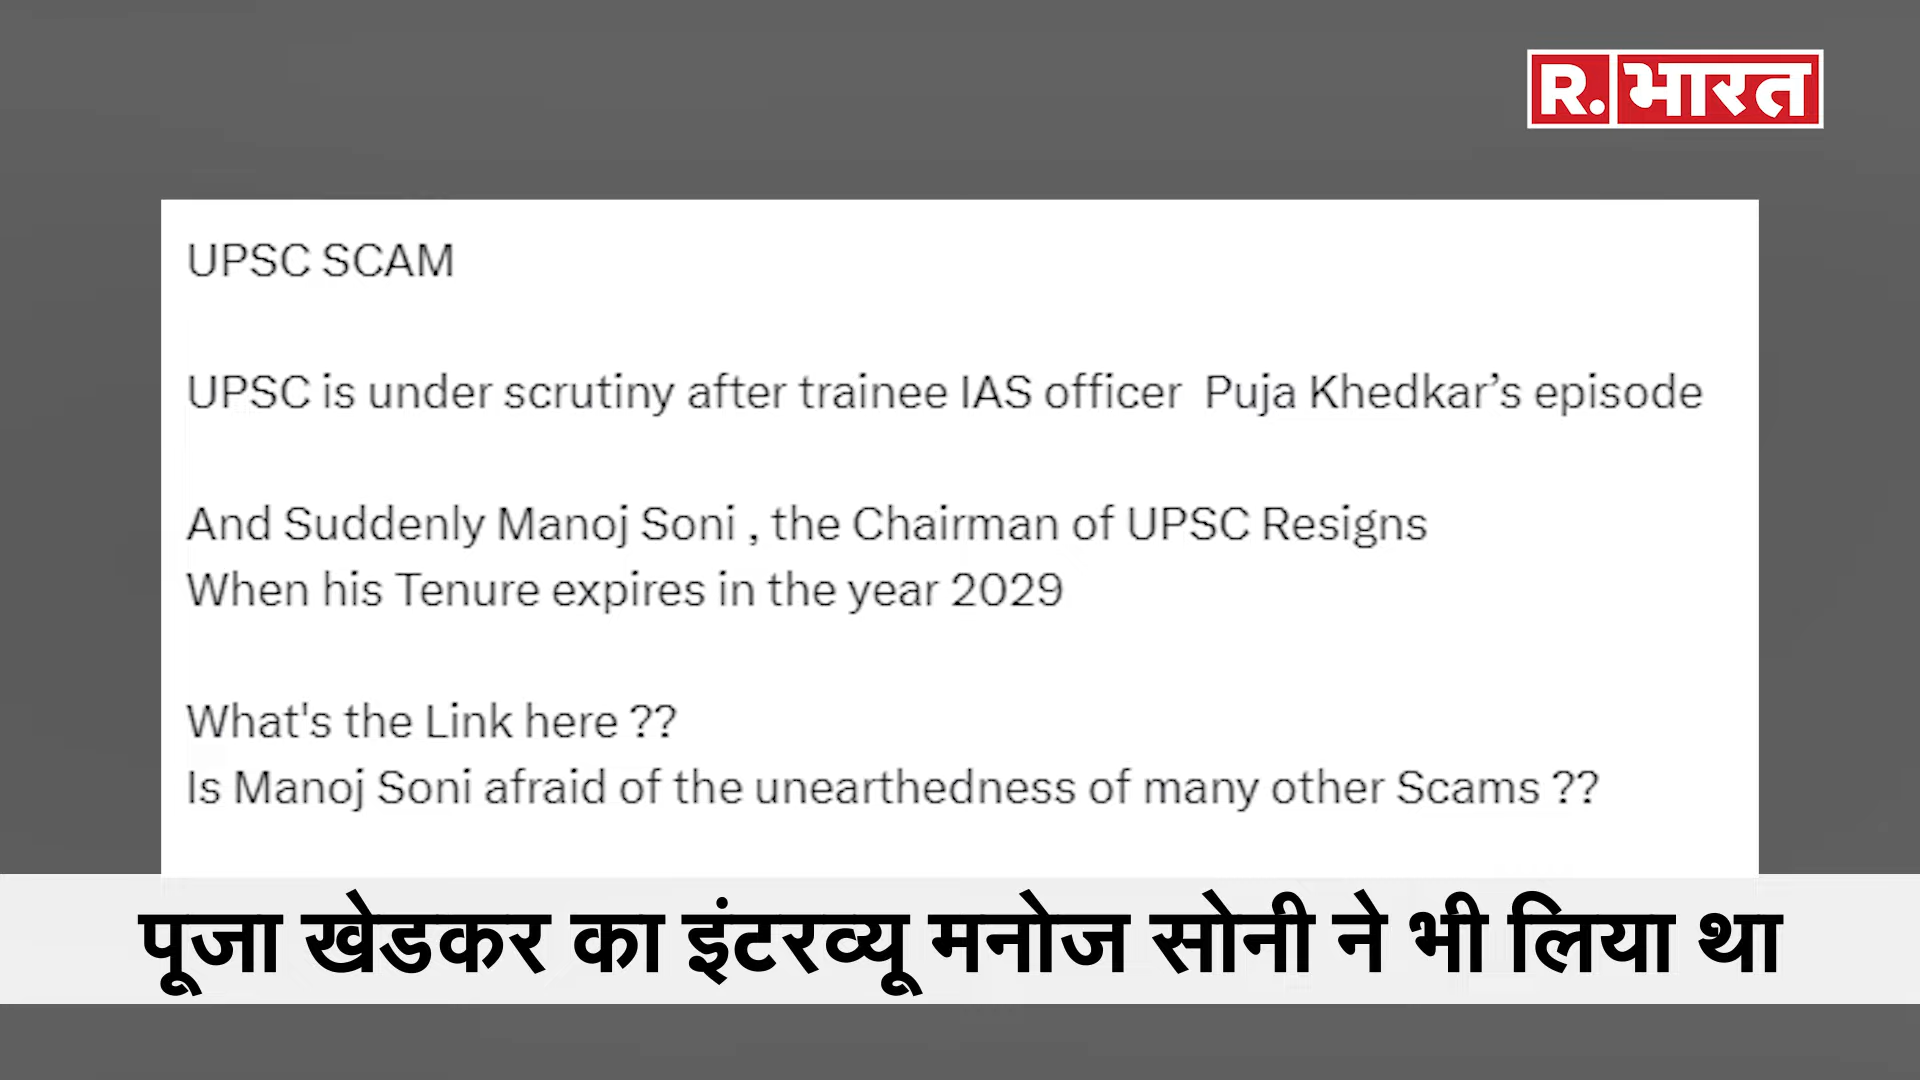 R. भारत
UPSC SCAM
UPSC is under scrutiny after trainee IAS officer  Puja Khedkar’s episode
And Suddenly Manoj Soni , the Chairman of UPSC Resigns
When his Tenure expires in the year 2029
What's the Link here ??
Is Manoj Soni afraid of the unearthedness of many other Scams ??
पूजा खेडकर का इंटरव्यू मनोज सोनी ने भी लिया था